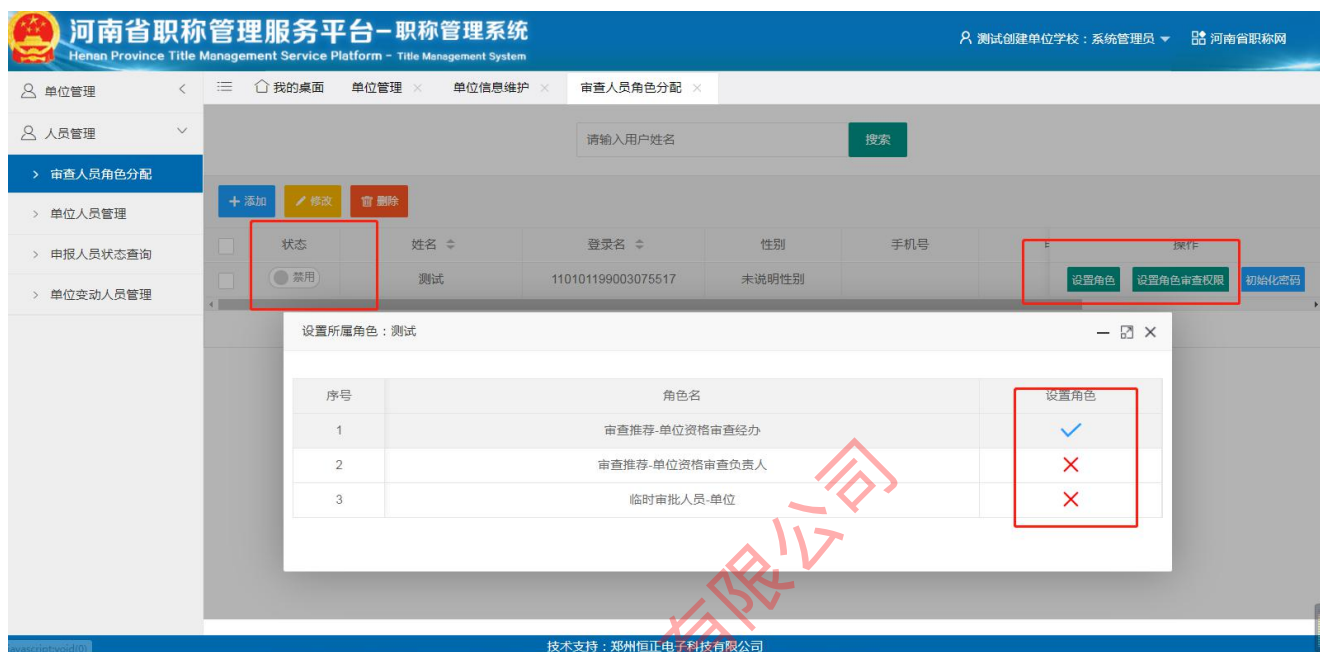 河南省职称管理服务平台-职称管理系统
Henan Province Title Management Service Platform - Title Management System
测试创建单位学校：系统管理员
河南省职称网
单位管理
我的桌面 单位管理 单位信息维护 审查人员角色分配
人员管理
请输入用户姓名 搜索
审查人员角色分配
添加 修改 删除
单位人员管理
状态 姓名 登录名 性别 手机号 操作
申报人员状态查询
禁用 测试 110101199003075517 未说明性别 设置角色 设置角色审查权限 初始化密码
单位变动人员管理
设置所属角色：测试
序号 角色名 设置角色
1 审查推荐-单位资格审查经办
2 审查推荐-单位资格审查负责人
3 临时审批人员-单位
有限公司
javascript:void(0)
技术支持：郑州恒正电子科技有限公司